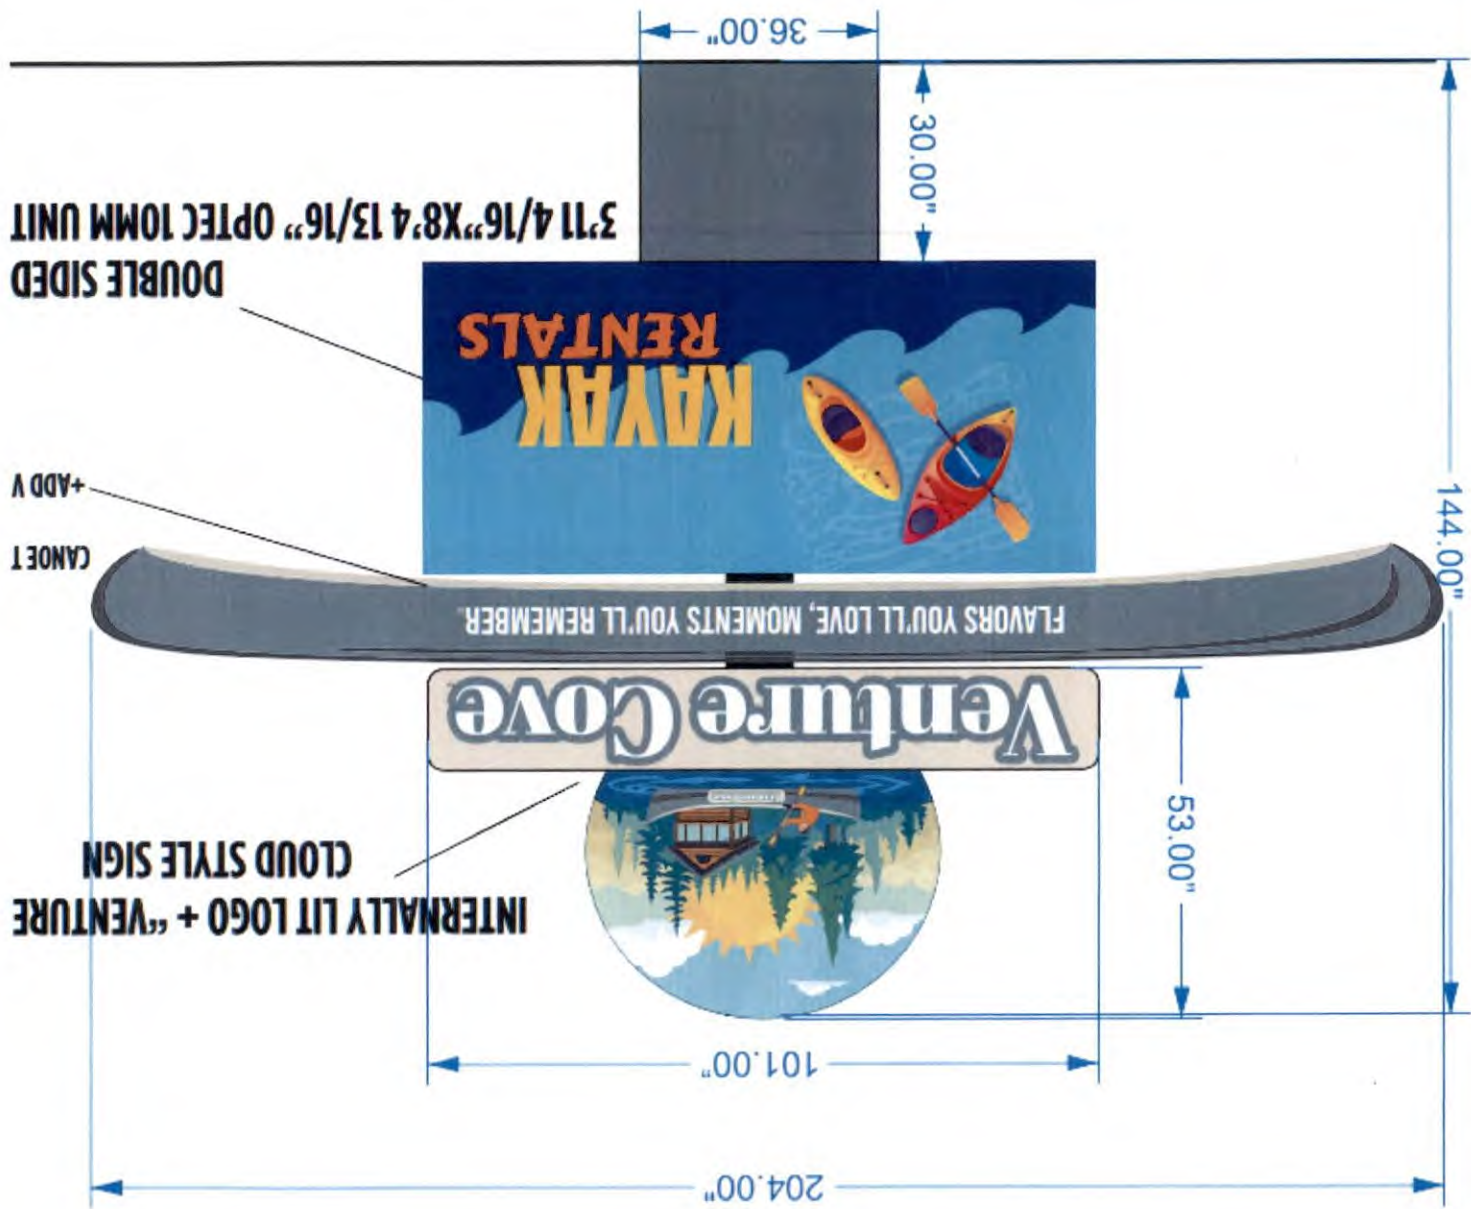 204.00"
101.00"
INTERNALLY LIT LOGO + “VENTURE
CLOUD STYLE SIGN
53.00"
Venture Cove
FLAVORS YOU'LL LOVE, MOMENTS YOU'LL REMEMBER.
144.00"
CANOE T
+ADD V
KAYAK
RENTALS
DOUBLE SIDED
3'11 4/16”X8'4 13/16” OPTEC 10MM UNIT
30.00"
36.00"